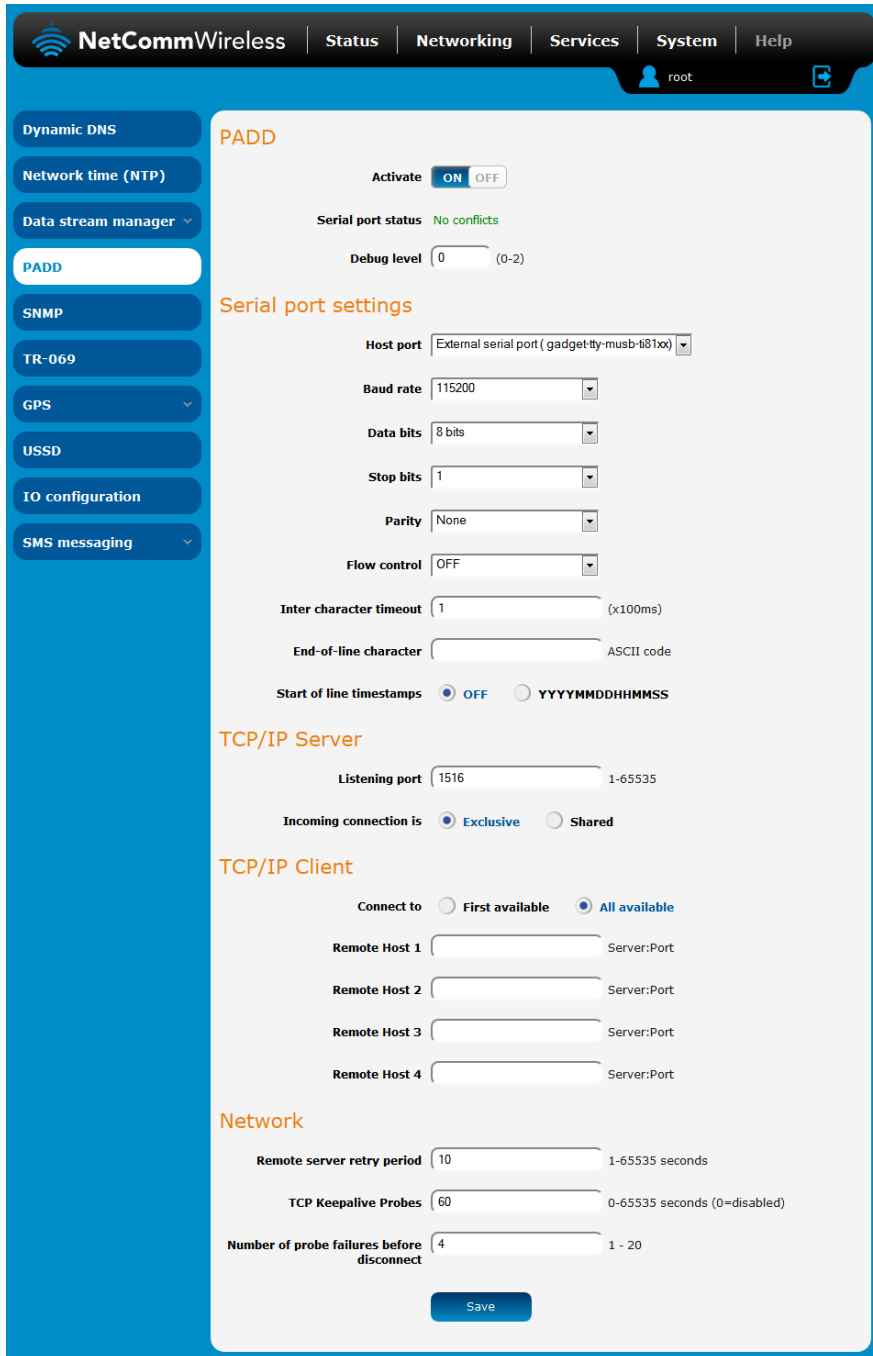 NetCommWireless Status Networking Services System Help
root
Dynamic DNS
Network time (NTP)
Data stream manager
PADD
SNMP
TR-069
GPS
USSD
IO configuration
SMS messaging
PADD
Activate ON OFF
Serial port status No conflicts
Debug level 0 (0-2)
Serial port settings
Host port External serial port ( gadget-tty-musb-ti81xx)
Baud rate 115200
Data bits 8 bits
Stop bits 1
Parity None
Flow control OFF
Inter character timeout 1 (x100ms)
End-of-line character ASCII code
Start of line timestamps OFF YYYYMMDDHHMMSS
TCP/IP Server
Listening port 1516 1-65535
Incoming connection is Exclusive Shared
TCP/IP Client
Connect to First available All available
Remote Host 1 Server:Port
Remote Host 2 Server:Port
Remote Host 3 Server:Port
Remote Host 4 Server:Port
Network
Remote server retry period 10 1-65535 seconds
TCP Keepalive Probes 60 0-65535 seconds (0=disabled)
Number of probe failures before 4 1 - 20
disconnect
Save